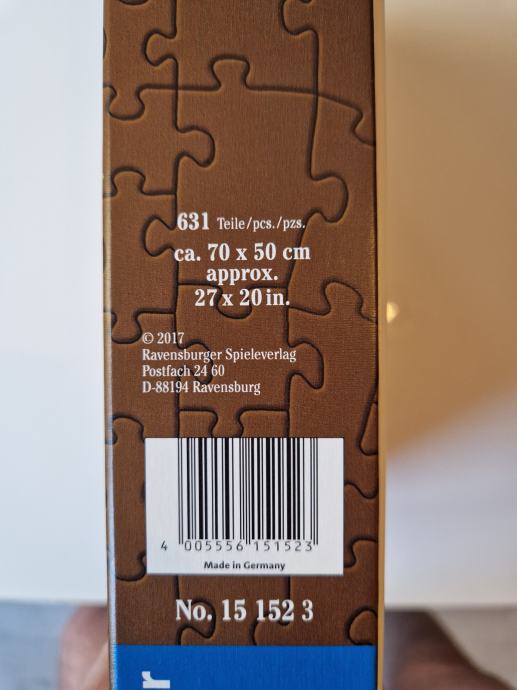 631 Teile/pcs./pzs.
ca. 70 x 50 cm
approx.
27 x 20 in.
© 2017
Ravensburger Spieleverlag
Postfach 24 60
D-88194 Ravensburg
4 005556 151523
Made in Germany
No. 15 152 3
r